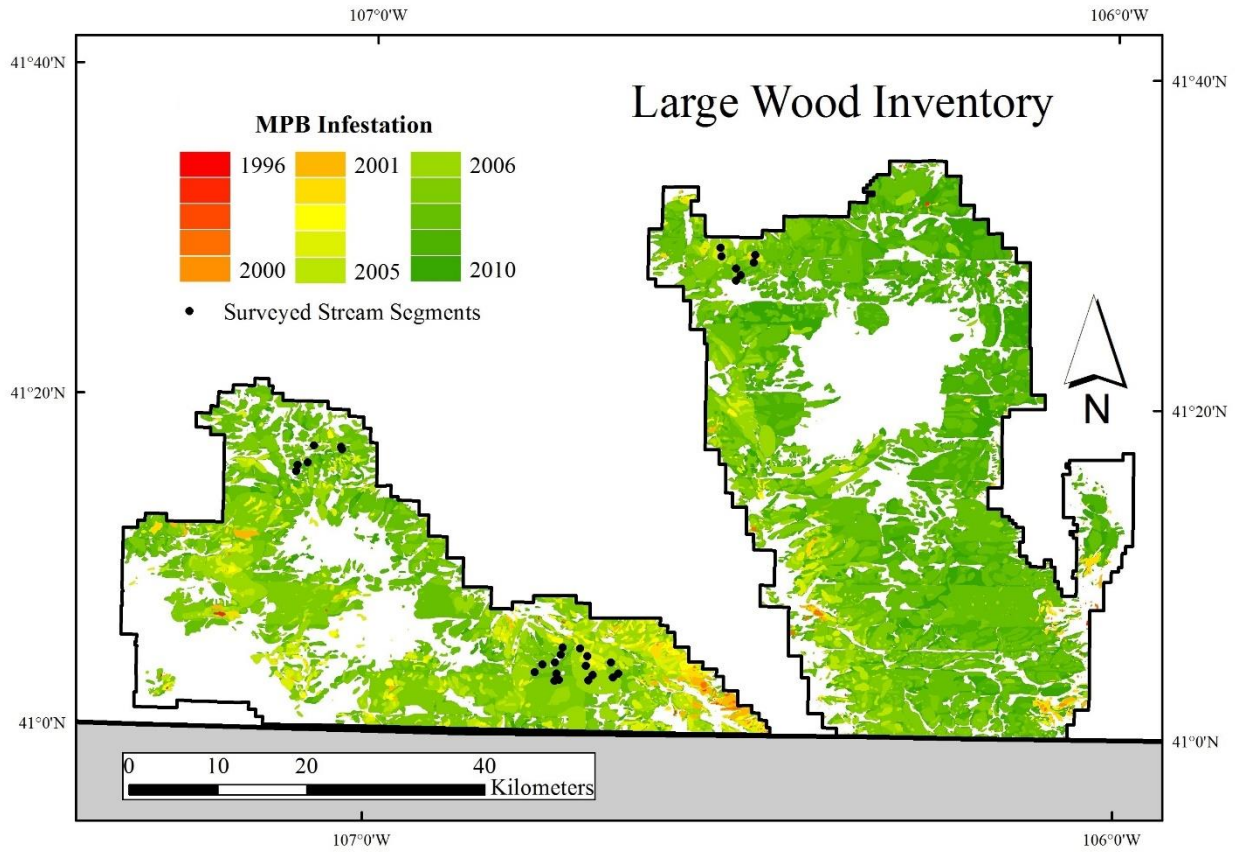 107°0'W 106°0'W
41°40'N 41°40'N
Large Wood Inventory
MPB Infestation
1996 2001 2006
2000 2005 2010
Surveyed Stream Segments
41°20'N 41°20'N
N
41°0'N 41°0'N
0 10 20 40
Kilometers
107°0'W 106°0'W